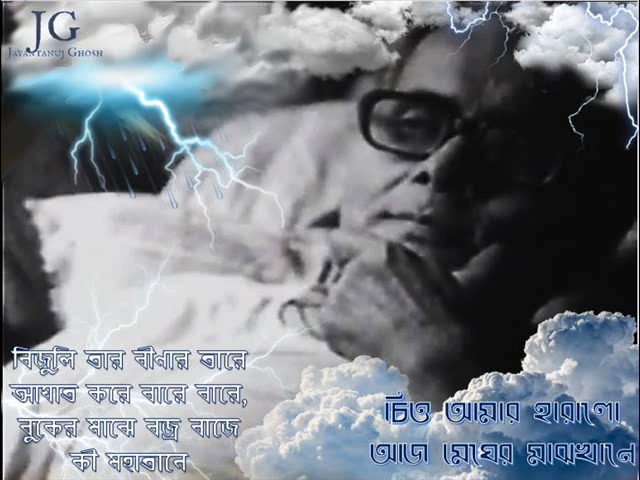 JG
JAYANTANUJ GHOSH
বিজুলি তার বীণার তারে
আঘাত করে বারে বারে,
বুকের মাঝে বজ্র বাজে
কী মহাতানে
চিত্ত আমার হারালো
আজ মেঘের মাঝখানে